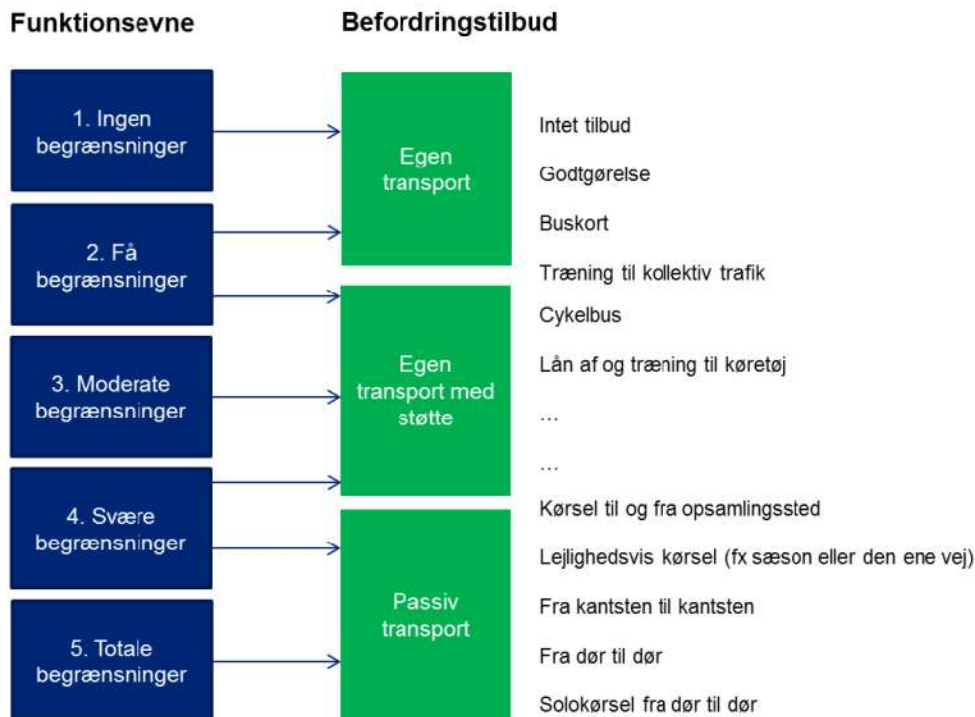 Funktionsevne
Befordringstilbud
1. Ingen
begrænsninger
2. Få
begrænsninger
3. Moderate
begrænsninger
4. Svære
begrænsninger
5. Totale
begrænsninger
Egen
transport
Egen
transport med
støtte
Passiv
transport
Intet tilbud
Godtgørelse
Buskort
Træning til kollektiv trafik
Cykelbus
Lån af og træning til køretøj
...
...
Kørsel til og fra opsamlingssted
Lejlighedsvis kørsel (fx sæson eller den ene vej)
Fra kantsten til kantsten
Fra dør til dør
Solokørsel fra dør til dør